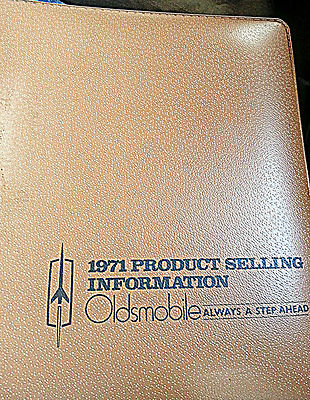 1971 PRODUCT SELLING
INFORMATION
Oldsmobile ALWAYS A STEP AHEAD